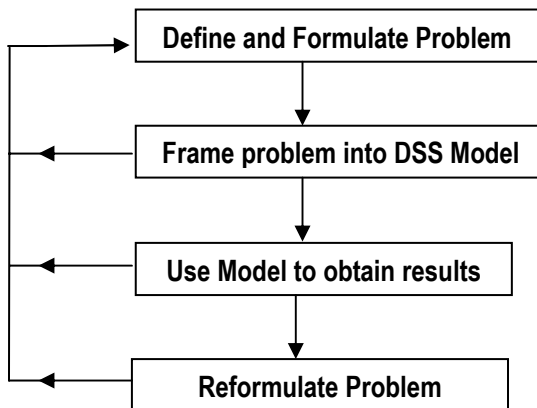 Define and Formulate Problem
Frame problem into DSS Model
Use Model to obtain results
Reformulate Problem